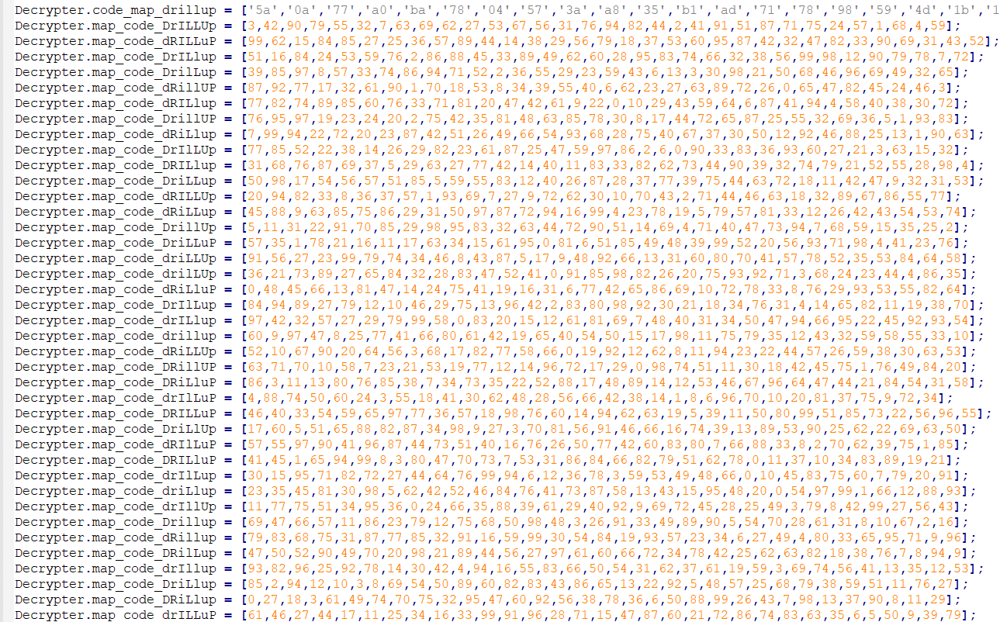 Decrypter.code_map_drillup = ['5a','0a','77','a0','ba','78','04','57','3a','a8','35','b1','ad','71','78','98','59','4d','1b','1
Decrypter.map_code_DrILLUp = [3,42,90,79,55,32,7,63,69,62,27,53,67,56,31,76,94,82,44,2,41,91,51,87,71,75,24,57,1,68,4,59];
Decrypter.map_code_dRILLuP = [99,62,15,84,85,27,25,36,57,89,44,14,38,29,56,79,18,37,53,60,95,87,42,32,47,82,33,90,69,31,43,52];
Decrypter.map_code_DrIllup = [51,16,84,24,53,59,76,2,86,88,45,33,89,49,62,60,28,95,83,74,66,32,38,56,99,98,12,90,79,78,7,72];
Decrypter.map_code_DrilLup = [39,85,97,8,57,33,74,86,94,71,52,2,36,55,29,23,59,43,6,13,3,30,98,21,50,68,46,96,69,49,32,65];
Decrypter.map_code_dRillUP = [87,92,77,17,32,61,90,1,70,18,53,8,34,39,55,40,6,62,23,27,63,89,72,26,0,65,47,82,45,24,46,3];
Decrypter.map_code_dRIllup = [77,82,74,89,85,60,76,33,71,81,20,47,42,61,9,22,0,10,29,43,59,64,6,87,41,94,4,58,40,38,30,72];
Decrypter.map_code_DrillUP = [76,95,97,19,23,24,20,2,75,42,35,81,48,63,85,78,30,8,17,44,72,65,87,25,55,32,69,36,5,1,93,83];
Decrypter.map_code_dRiLlup = [7,99,94,22,72,20,23,87,42,51,26,49,66,54,93,68,28,75,40,67,37,30,50,12,92,46,88,25,13,1,90,63];
Decrypter.map_code_DrIlLUp = [77,85,52,22,38,14,26,29,82,23,61,87,25,47,59,97,86,2,6,0,90,33,83,36,93,60,27,21,3,63,15,32];
Decrypter.map_code_DRIllup = [31,68,76,87,69,37,5,29,63,27,77,42,14,40,11,83,33,82,62,73,44,90,39,32,74,79,21,52,55,28,98,4];
Decrypter.map_code_DRILlup = [50,98,17,54,56,57,51,85,5,59,55,83,12,40,26,87,28,37,77,39,75,44,63,72,18,11,42,47,9,32,31,53];
Decrypter.map_code_dRILLUP = [20,94,82,33,8,36,37,57,1,93,69,7,27,9,72,62,30,10,70,43,2,71,44,46,63,18,32,89,67,86,55,77];
Decrypter.map_code_dRiLlup = [45,88,9,63,85,75,86,29,31,50,97,87,72,94,16,99,4,23,78,19,5,79,57,81,33,12,26,42,43,54,53,74];
Decrypter.map_code_DrillUp = [5,11,31,22,91,70,85,29,98,95,83,32,63,44,72,90,51,14,69,4,71,40,47,73,94,7,68,59,15,35,25,2];
Decrypter.map_code_DrilLuP = [57,35,1,78,21,16,11,17,63,34,15,61,95,0,81,6,51,85,49,48,39,99,52,20,56,93,71,98,4,41,23,76];
Decrypter.map_code_driLLUp = [91,56,27,23,99,79,74,34,46,8,43,87,5,17,9,48,92,66,13,31,60,80,70,41,57,78,52,35,53,84,64,58];
Decrypter.map_code_drilLUp = [36,21,73,89,27,65,84,32,28,83,47,52,41,0,91,85,98,82,26,20,75,93,92,71,3,68,24,23,44,4,86,35];
Decrypter.map_code_dRiLluP = [0,48,45,66,13,81,47,14,24,75,41,19,16,31,6,77,42,65,86,69,10,72,78,33,8,76,29,93,53,55,82,64];
Decrypter.map_code_DrIlLUp = [84,94,89,27,79,12,10,46,29,75,13,96,42,2,83,80,98,92,30,21,18,34,76,31,4,14,65,82,11,19,38,70];
Decrypter.map_code_drILlup = [97,42,32,57,27,29,79,99,58,0,83,20,15,12,61,81,69,7,48,40,31,34,50,47,94,66,95,22,45,92,93,54];
Decrypter.map_code_drillup = [60,9,97,47,8,25,77,41,66,80,61,42,19,65,40,54,50,15,17,98,11,75,79,35,12,43,32,59,58,55,33,10];
Decrypter.map_code_dRilLUp = [52,10,67,90,20,64,56,3,68,17,82,77,58,66,0,19,92,12,62,8,11,94,23,22,44,57,26,59,38,30,63,53];
Decrypter.map_code_DRillUP = [63,71,70,10,58,7,23,21,53,19,77,12,14,96,72,17,29,0,98,74,51,11,30,18,42,45,75,1,76,49,84,20];
Decrypter.map_code_DRiLluP = [86,3,11,13,80,76,85,38,7,34,73,35,22,52,88,17,48,89,14,12,53,46,67,96,64,47,44,21,84,54,31,58];
Decrypter.map_code_drIlLuP = [4,88,74,50,60,24,3,55,18,41,30,62,48,28,56,66,42,38,14,1,8,6,96,70,10,20,81,37,75,9,72,34];
Decrypter.map_code_DRILLuP = [46,40,33,54,59,65,97,77,36,57,18,98,76,60,14,94,62,63,19,5,39,11,50,80,99,51,85,73,22,56,96,55];
Decrypter.map_code_DrilLUp = [17,60,5,51,65,88,82,87,34,98,9,27,3,70,81,56,91,46,66,16,74,39,13,89,53,90,25,62,22,69,63,50];
Decrypter.map_code_dRIlLuP = [57,55,97,90,41,96,87,44,73,51,40,16,76,26,50,77,42,60,83,80,7,66,88,33,8,2,70,62,39,75,1,85];
Decrypter.map_code_DRILluP = [41,45,1,65,94,99,8,3,80,47,70,73,7,53,31,86,84,66,82,79,51,62,78,0,11,37,10,34,83,89,19,21];
Decrypter.map_code_drIlLup = [30,15,95,71,82,72,27,44,64,76,99,94,6,12,36,78,3,59,53,49,48,66,0,10,45,83,75,60,7,79,20,91];
Decrypter.map_code_driLlup = [23,35,45,81,30,98,5,62,42,52,46,84,76,41,73,87,58,13,43,15,95,48,20,0,54,97,99,1,66,12,88,93];
Decrypter.map_code_drIllUp = [11,77,75,51,34,95,36,0,24,66,35,88,39,61,29,40,92,9,69,72,45,28,25,49,3,79,8,42,99,27,56,43];
Decrypter.map_code_Drillup = [69,47,66,57,11,86,23,79,12,75,68,50,98,48,3,26,91,33,49,89,90,5,54,70,28,61,31,8,10,67,2,16];
Decrypter.map_code_dRillup = [79,83,68,75,31,87,77,85,32,91,16,59,99,30,54,84,19,93,57,23,34,6,27,49,4,80,33,65,95,71,9,96];
Decrypter.map_code_DRilLup = [47,50,52,90,49,70,20,98,21,89,44,56,27,97,61,60,66,72,34,78,42,25,62,63,82,18,38,76,7,8,94,9];
Decrypter.map_code_drIllup = [93,82,96,25,92,78,14,30,42,4,94,16,55,83,66,50,54,31,62,37,61,19,59,3,69,74,56,41,13,35,12,53];
Decrypter.map_code_DriLlup = [85,2,94,12,10,3,8,69,54,50,89,60,82,83,43,86,65,13,22,92,5,48,57,25,68,79,38,59,51,11,76,27];
Decrypter.map_code_DRiLlup = [0,27,18,3,61,49,74,70,75,32,95,47,60,92,56,38,78,36,6,50,88,99,26,43,7,98,13,37,90,8,11,29];
Decrypter.map_code_drILLuP = [61,46,27,44,17,11,25,34,16,33,99,91,96,28,71,15,47,87,60,21,72,86,74,83,63,35,6,5,50,9,39,79];